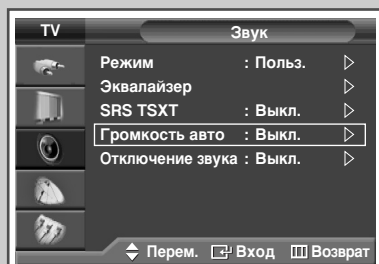 TV Звук
Режим : Польз.
Эквалайзер
SRS TSXT : Выкл.
Громкость авто : Выкл.
Отключение звука : Выкл.
Перем. Вход Возврат